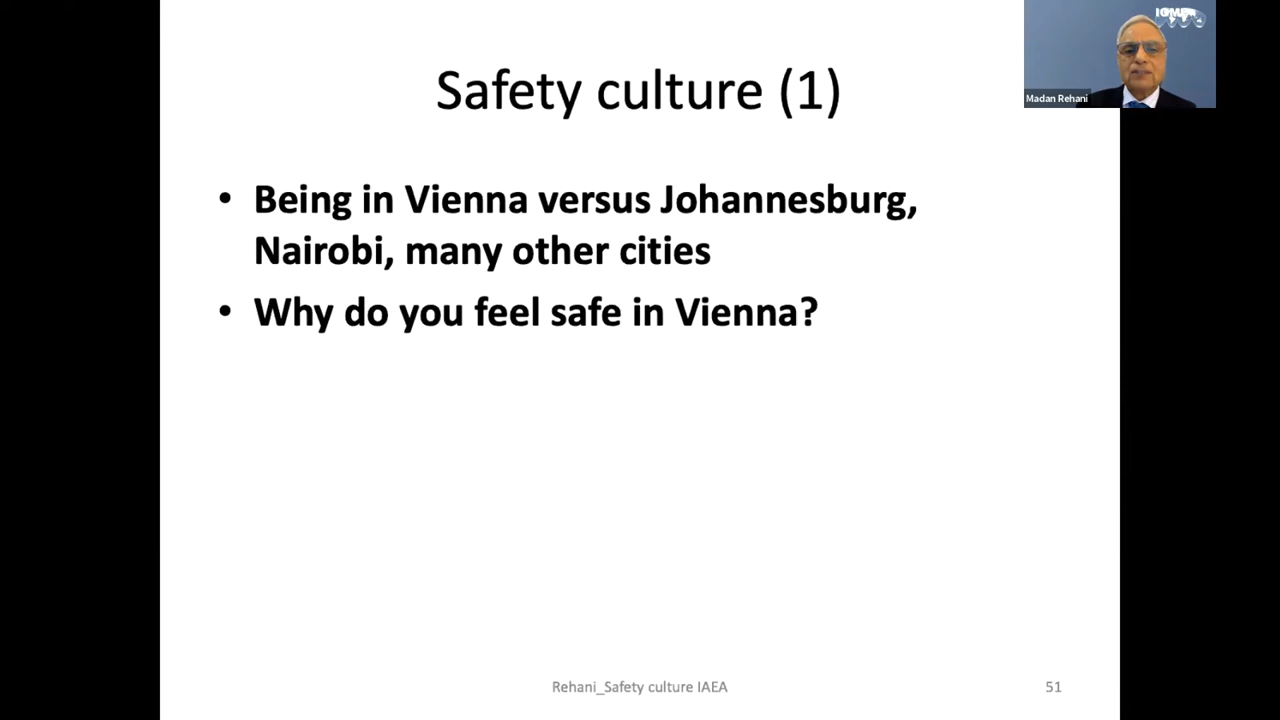 Safety culture (1)
IOMP
Madan Rehani
• Being in Vienna versus Johannesburg,
Nairobi, many other cities
• Why do you feel safe in Vienna?
Rehani_Safety culture IAEA
51